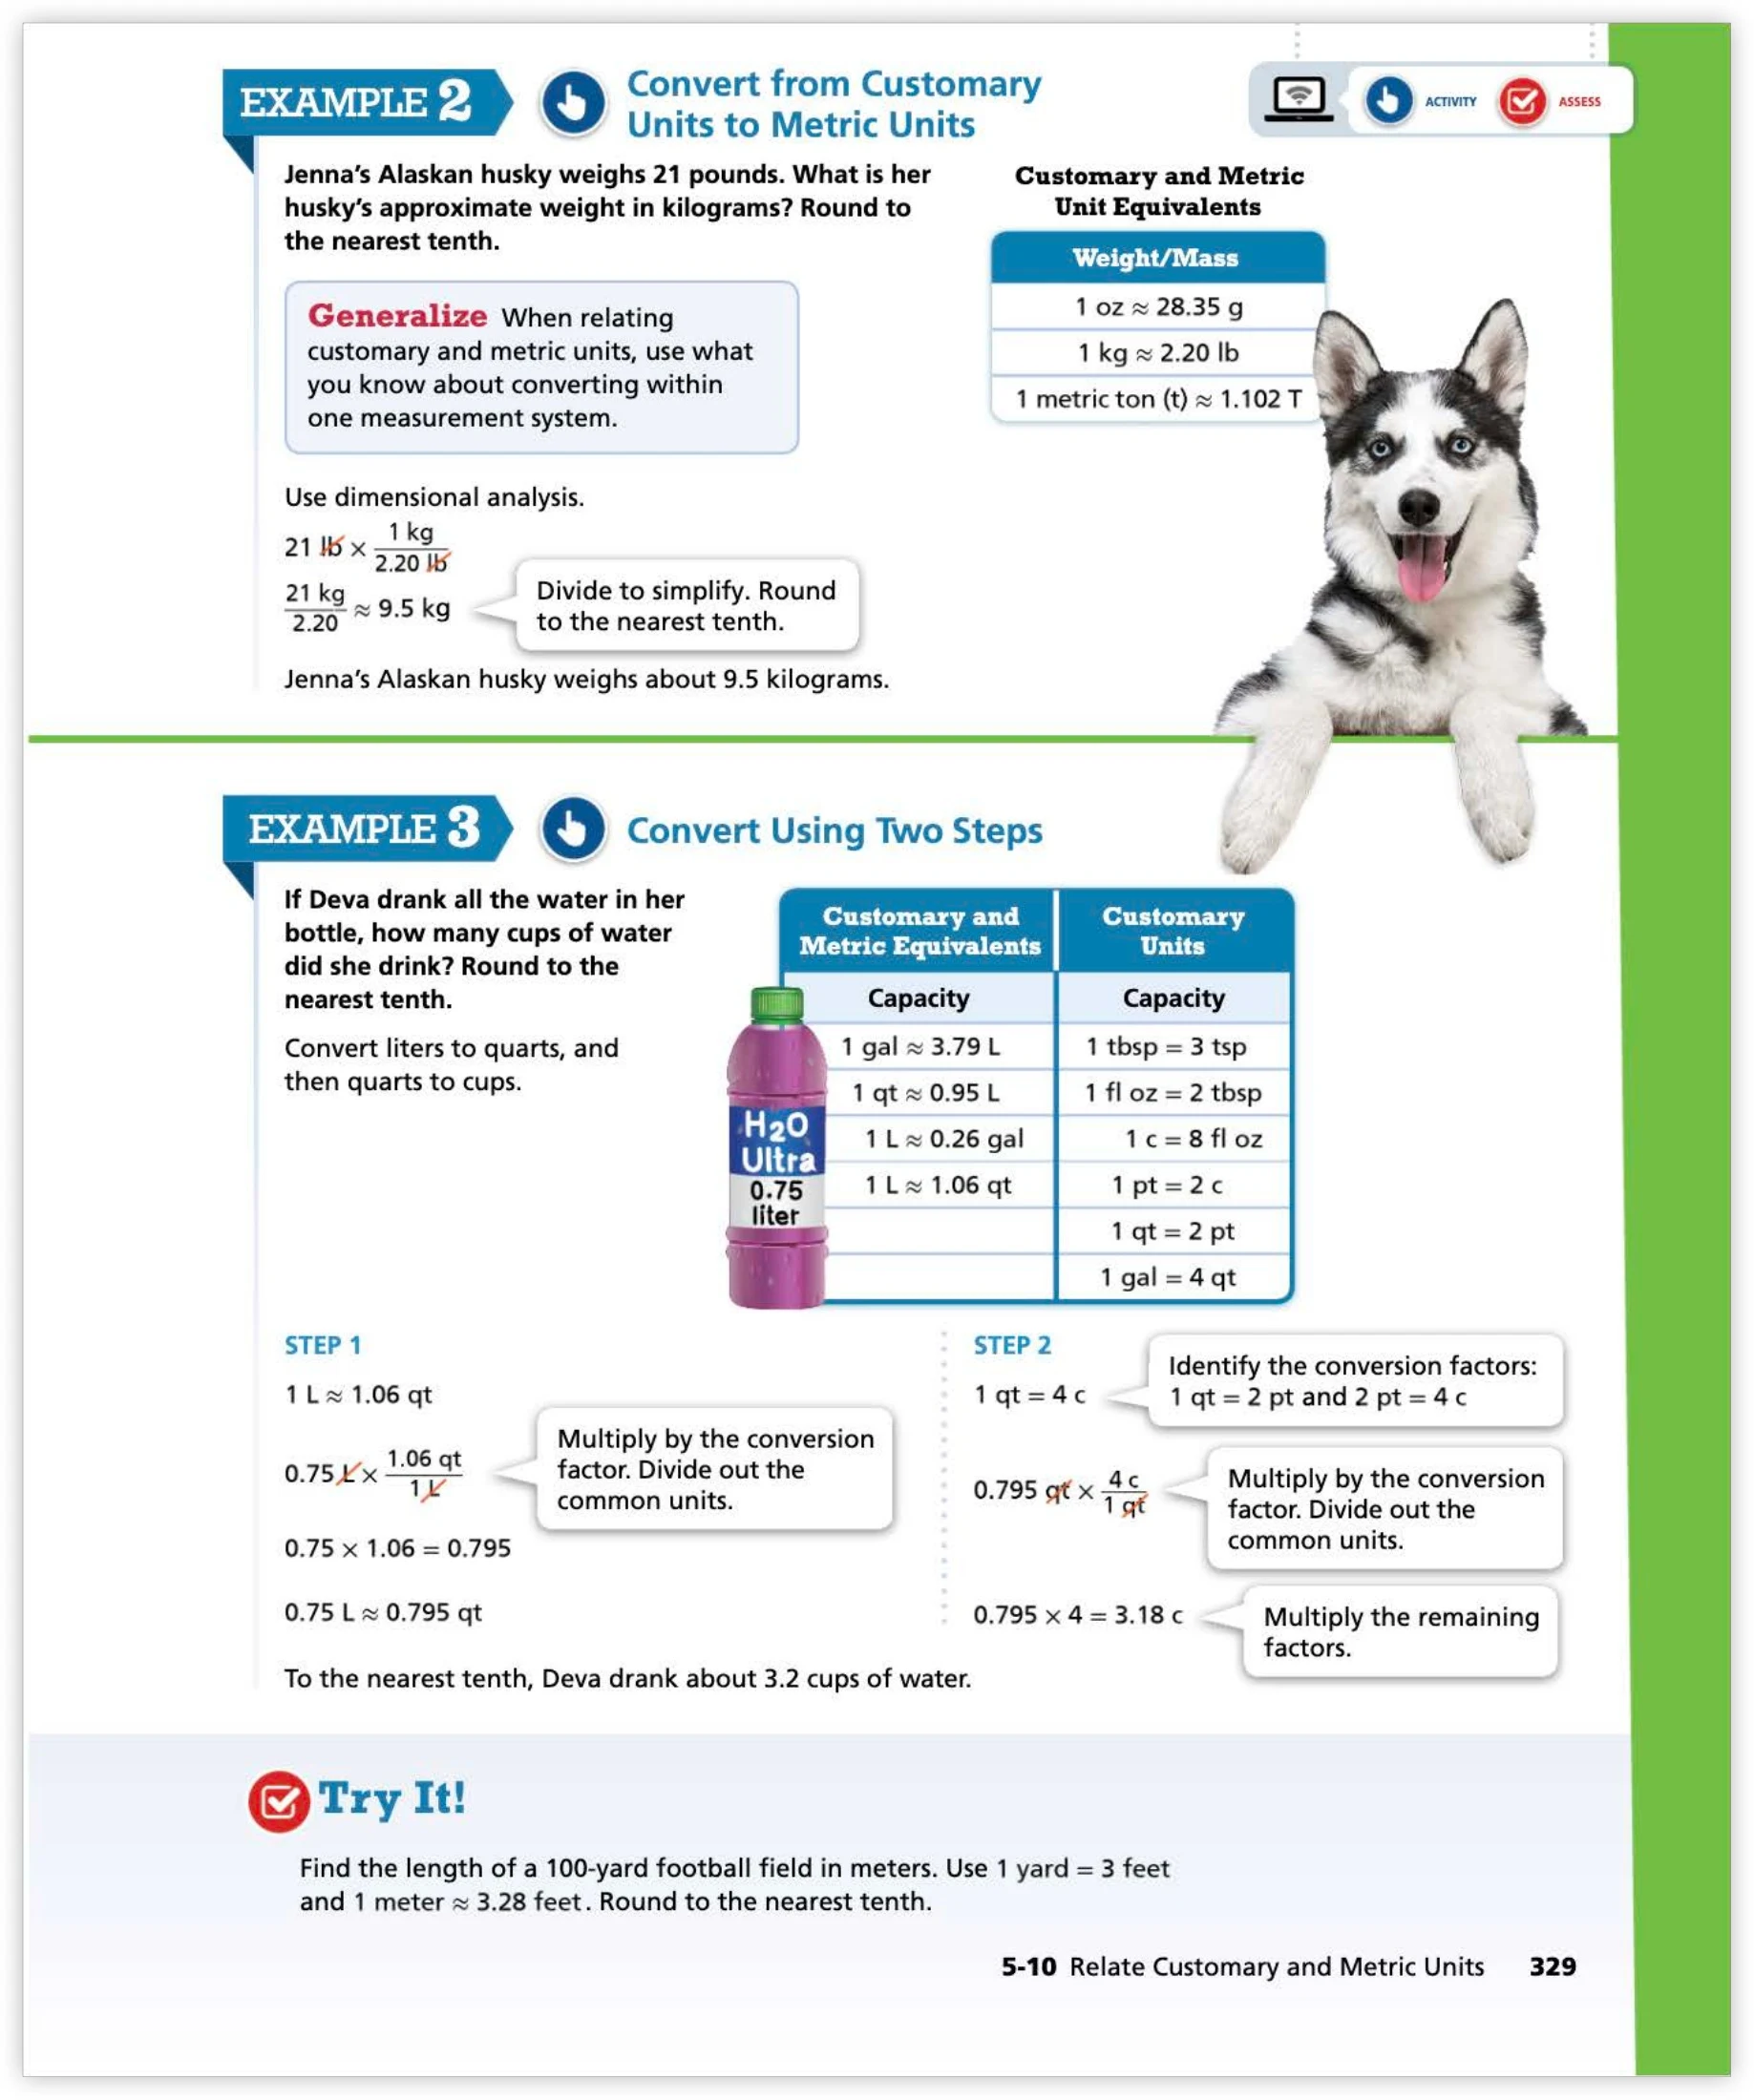 EXAMPLE 2
Convert from Customary
Units to Metric Units
ACTIVITY
ASSESS
Jenna's Alaskan husky weighs 21 pounds. What is her
husky's approximate weight in kilograms? Round to
the nearest tenth.
Generalize When relating
customary and metric units, use what
you know about converting within
one measurement system.
Customary and Metric
Unit Equivalents
Weight/Mass
1 oz ≈ 28.35 g
1 kg ≈ 2.20 lb
1 metric ton (t) ≈ 1.102 T
Use dimensional analysis.
21 lb × 1 kg / 2.20 lb
21 kg / 2.20 ≈ 9.5 kg
Divide to simplify. Round
to the nearest tenth.
Jenna's Alaskan husky weighs about 9.5 kilograms.
EXAMPLE 3
Convert Using Two Steps
If Deva drank all the water in her
bottle, how many cups of water
did she drink? Round to the
nearest tenth.
Convert liters to quarts, and
then quarts to cups.
H2O
Ultra
0.75
liter
Customary and
Metric Equivalents
Customary
Units
Capacity
Capacity
1 gal ≈ 3.79 L
1 tbsp = 3 tsp
1 qt ≈ 0.95 L
1 fl oz = 2 tbsp
1 L ≈ 0.26 gal
1 c = 8 fl oz
1 L ≈ 1.06 qt
1 pt = 2 c
1 qt = 2 pt
1 gal = 4 qt
STEP 1
1 L ≈ 1.06 qt
0.75 L × 1.06 qt / 1 L
Multiply by the conversion
factor. Divide out the
common units.
0.75 × 1.06 = 0.795
0.75 L ≈ 0.795 qt
STEP 2
1 qt = 4 c
Identify the conversion factors:
1 qt = 2 pt and 2 pt = 4 c
0.795 qt × 4 c / 1 qt
Multiply by the conversion
factor. Divide out the
common units.
0.795 × 4 = 3.18 c
Multiply the remaining
factors.
To the nearest tenth, Deva drank about 3.2 cups of water.
Try It!
Find the length of a 100-yard football field in meters. Use 1 yard = 3 feet
and 1 meter ≈ 3.28 feet. Round to the nearest tenth.
5-10 Relate Customary and Metric Units 329